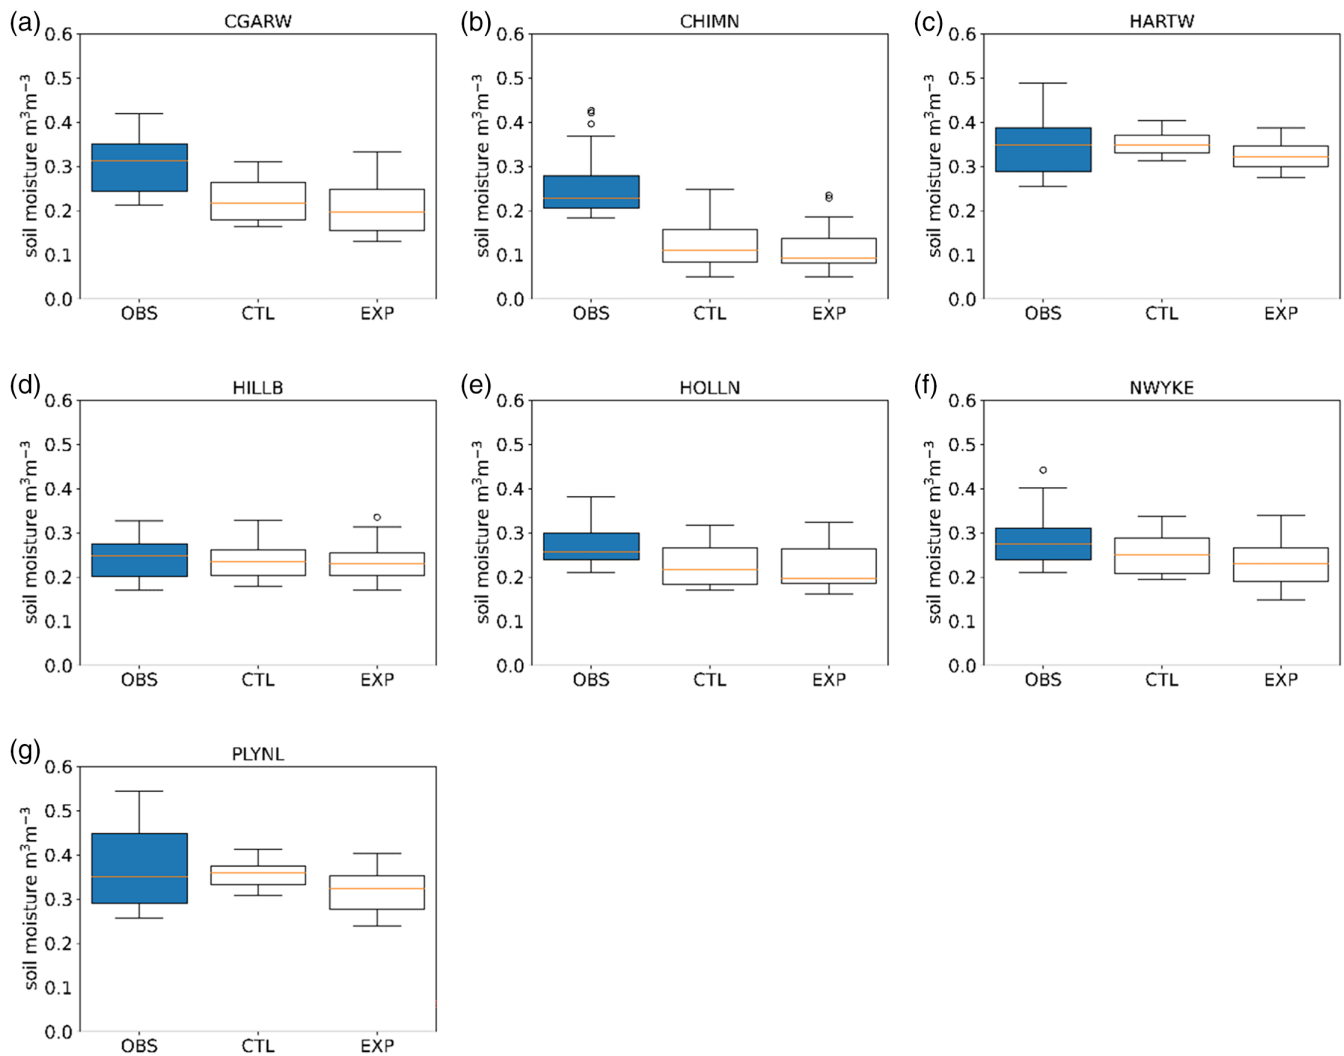 (a)
CGARW
soil moisture m³m⁻³
0.6
0.5
0.4
0.3
0.2
0.1
0.0
OBS CTL EXP
(b)
CHIMN
soil moisture m³m⁻³
0.6
0.5
0.4
0.3
0.2
0.1
0.0
OBS CTL EXP
(c)
HARTW
soil moisture m³m⁻³
0.6
0.5
0.4
0.3
0.2
0.1
0.0
OBS CTL EXP
(d)
HILLB
soil moisture m³m⁻³
0.6
0.5
0.4
0.3
0.2
0.1
0.0
OBS CTL EXP
(e)
HOLLN
soil moisture m³m⁻³
0.6
0.5
0.4
0.3
0.2
0.1
0.0
OBS CTL EXP
(f)
NWYKE
soil moisture m³m⁻³
0.6
0.5
0.4
0.3
0.2
0.1
0.0
OBS CTL EXP
(g)
PLYNL
soil moisture m³m⁻³
0.6
0.5
0.4
0.3
0.2
0.1
0.0
OBS CTL EXP